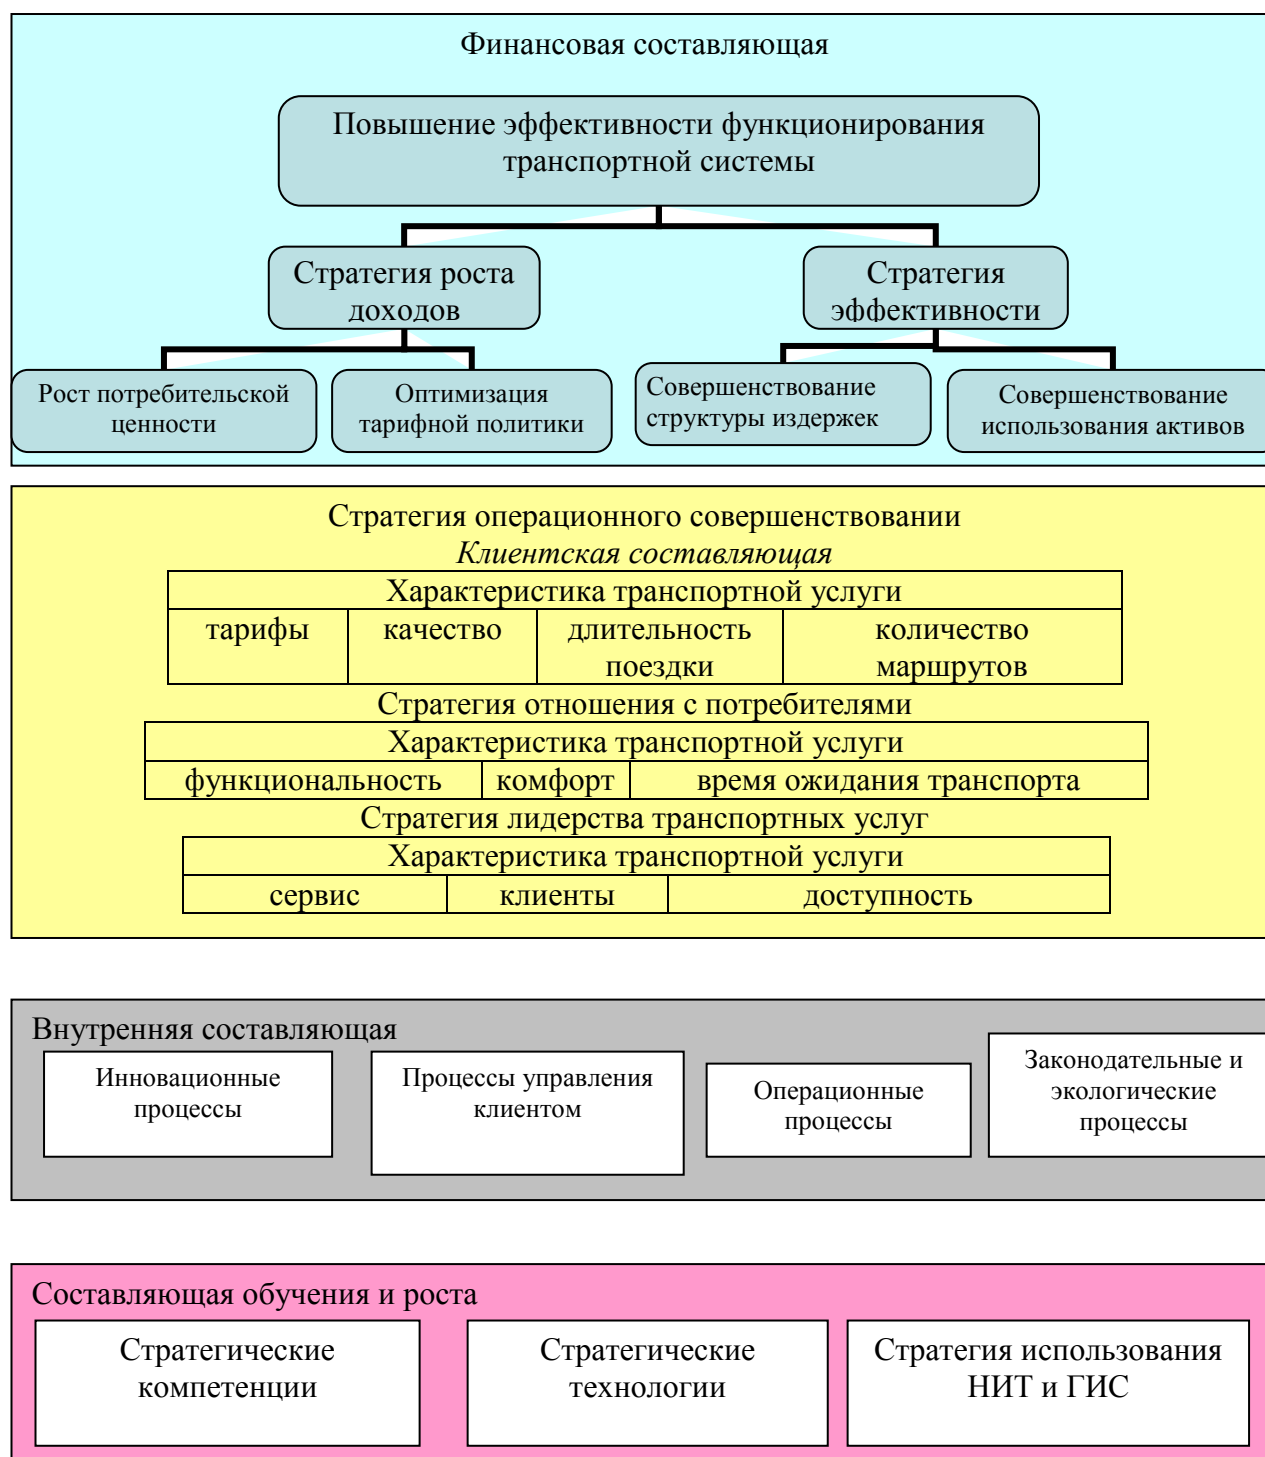 Финансовая составляющая
Повышение эффективности функционирования
транспортной системы
Стратегия роста
доходов
Стратегия
эффективности
Рост потребительской
ценности
Оптимизация
тарифной политики
Совершенствование
структуры издержек
Совершенствование
использования активов
Стратегия операционного совершенствовании
Клиентская составляющая
Характеристика транспортной услуги
тарифы
качество
длительность
поездки
количество
маршрутов
Стратегия отношения с потребителями
Характеристика транспортной услуги
функциональность
комфорт
время ожидания транспорта
Стратегия лидерства транспортных услуг
Характеристика транспортной услуги
сервис
клиенты
доступность
Внутренняя составляющая
Инновационные
процессы
Процессы управления
клиентом
Операционные
процессы
Законодательные и
экологические
процессы
Составляющая обучения и роста
Стратегические
компетенции
Стратегические
технологии
Стратегия использования
НИТ и ГИС